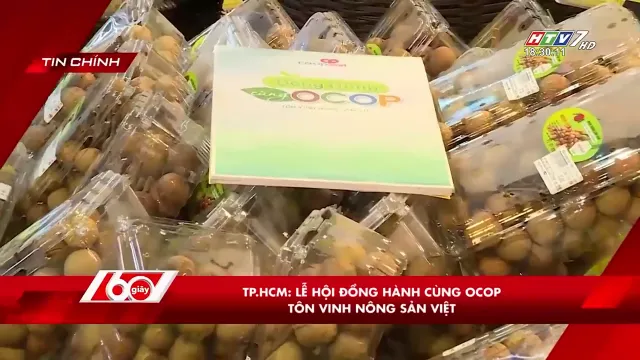 TIN CHÍNH
HTV7 HD
18:30:11
cùng OCOP
60 giây
TP.HCM: LỄ HỘI ĐỒNG HÀNH CÙNG OCOP
TÔN VINH NÔNG SẢN VIỆT